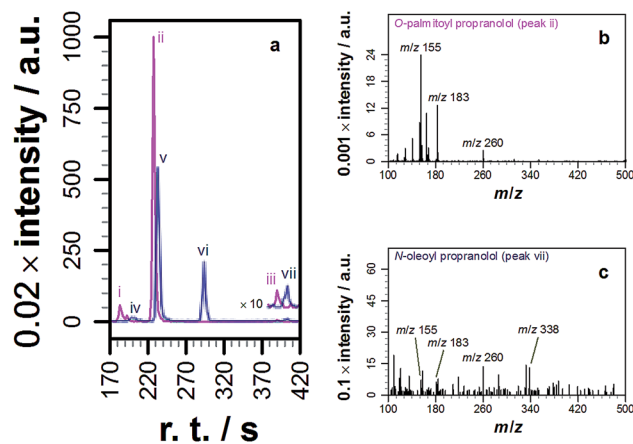 a
ii
v
vi
i
iv
iii
vii
× 10
1000
750
500
250
0
0.02 × intensity / a.u.
170 220 270 320 370 420
r. t. / s
O-palmitoyl propranolol (peak ii)
b
m/z 155
m/z 183
m/z 260
24
18
12
6
0
0.001 × intensity / a.u.
100 180 260 340 420 500
m/z
N-oleoyl propranolol (peak vii)
c
m/z 155
m/z 183
m/z 260
m/z 338
60
45
30
15
0
0.1 × intensity / a.u.
100 180 260 340 420 500
m/z